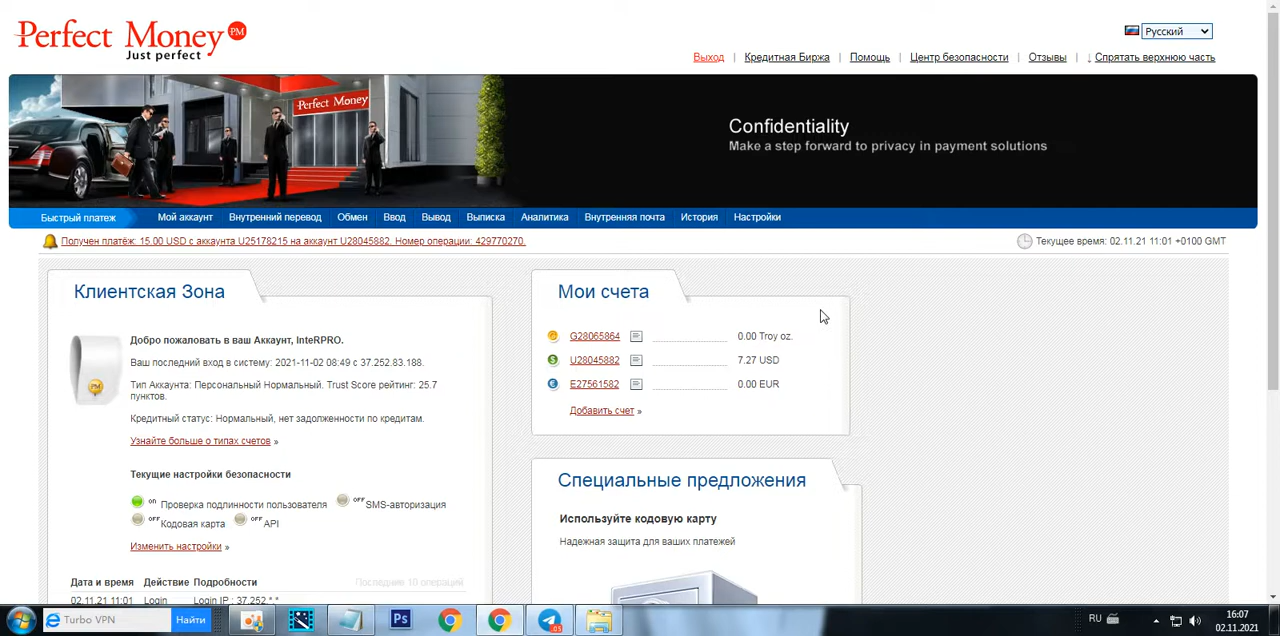 Perfect Money PM
Just perfect
Русский
Выход | Кредитная Биржа | Помощь | Центр безопасности | Отзывы | ↓ Спрятать верхнюю часть
Perfect Money
Confidentiality
Make a step forward to privacy in payment solutions
Быстрый платеж Мой аккаунт Внутренний перевод Обмен Ввод Вывод Выписка Аналитика Внутренняя почта История Настройки
Получен платёж: 15.00 USD с аккаунта U25178215 на аккаунт U28045882. Номер операции: 429770270.
Текущее время: 02.11.21 11:01 +0100 GMT
Клиентская Зона
Добро пожаловать в ваш Аккаунт, InteRPRO.
Ваш последний вход в систему: 2021-11-02 08:49 с 37.252.83.188.
Тип Аккаунта: Персональный Нормальный. Trust Score рейтинг: 25.7
пунктов.
Кредитный статус: Нормальный, нет задолженности по кредитам.
Узнайте больше о типах счетов »
Текущие настройки безопасности
ON Проверка подлинности пользователя OFF SMS-авторизация
OFF Кодовая карта OFF API
Изменить настройки »
Дата и время Действие Подробности Последние 10 операций
02.11.21 11:01 Login Login IP : 37.252.*.*
Мои счета
G28065864 0.00 Troy oz.
U28045882 7.27 USD
E27561582 0.00 EUR
Добавить счет »
Специальные предложения
Используйте кодовую карту
Надежная защита для ваших платежей
Turbo VPN Найти
Ps
03
RU
16:07
02.11.2021